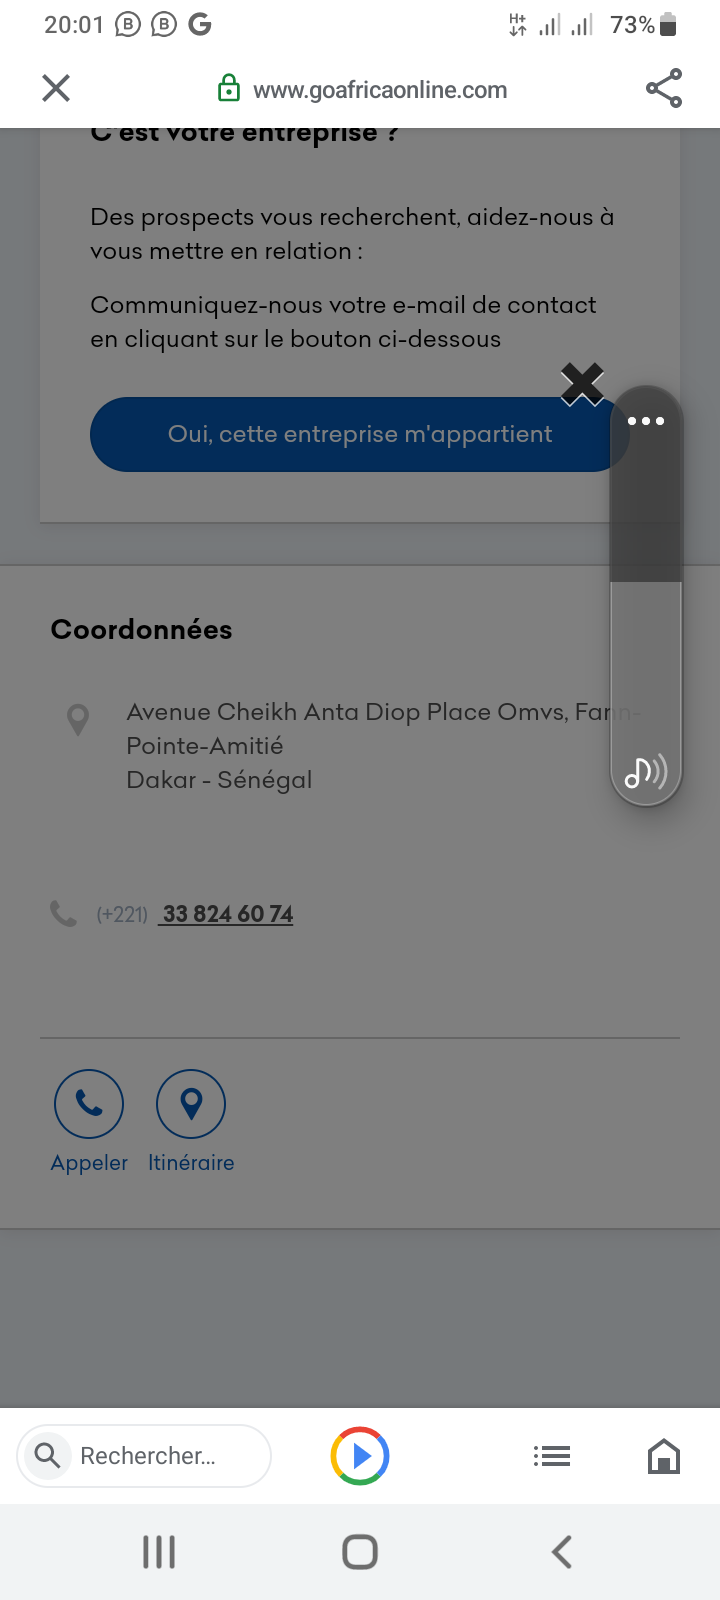 20:01 B B G H+ 73%
www.goafricaonline.com
C'est votre entreprise ?
Des prospects vous recherchent, aidez-nous à
vous mettre en relation :
Communiquez-nous votre e-mail de contact
en cliquant sur le bouton ci-dessous
Oui, cette entreprise m'appartient
Coordonnées
Avenue Cheikh Anta Diop Place Omvs, Fann-
Pointe-Amitié
Dakar - Sénégal
(+221) 33 824 60 74
Appeler Itinéraire
Rechercher...